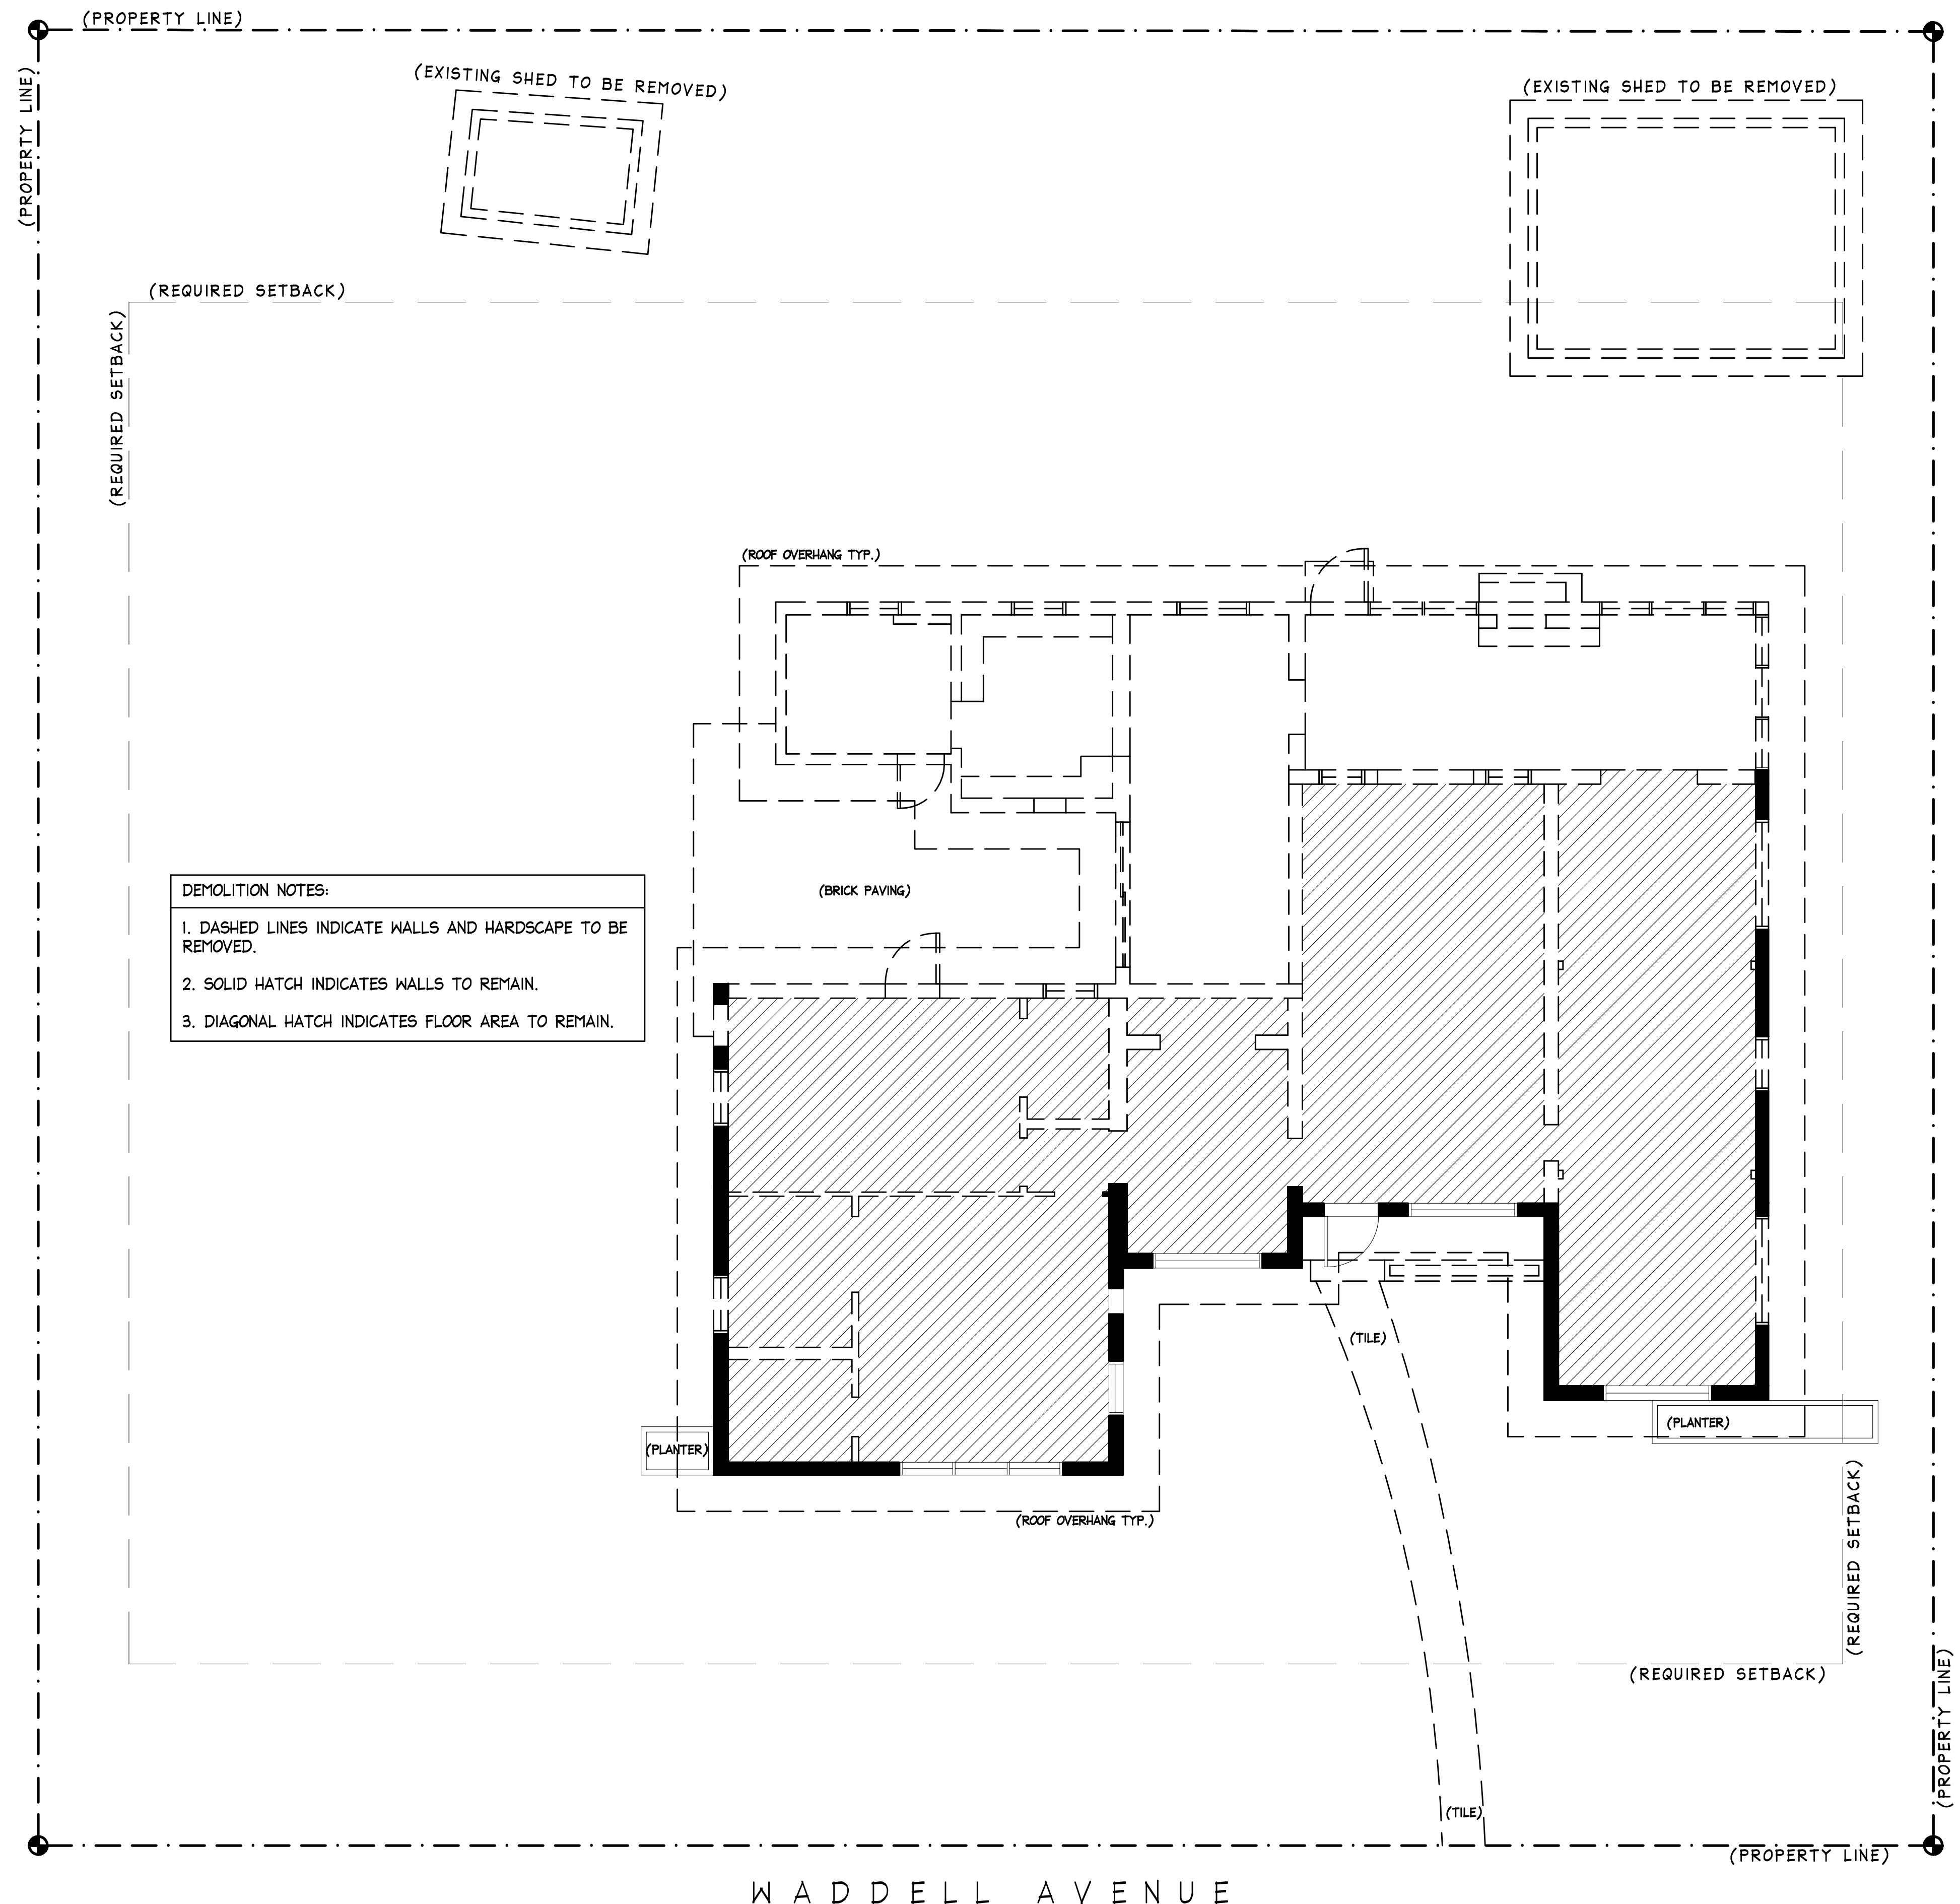 (PROPERTY LINE)
(PROPERTY LINE)
(EXISTING SHED TO BE REMOVED)
(EXISTING SHED TO BE REMOVED)
(REQUIRED SETBACK)
(REQUIRED SETBACK)
(ROOF OVERHANG TYP.)
DEMOLITION NOTES:
1. DASHED LINES INDICATE WALLS AND HARDSCAPE TO BE
REMOVED.
2. SOLID HATCH INDICATES WALLS TO REMAIN.
3. DIAGONAL HATCH INDICATES FLOOR AREA TO REMAIN.
(BRICK PAVING)
(TILE)
(PLANTER)
(PLANTER)
(ROOF OVERHANG TYP.)
(REQUIRED SETBACK)
(REQUIRED SETBACK)
(PROPERTY LINE)
(TILE)
(PROPERTY LINE)
WADDELL AVENUE